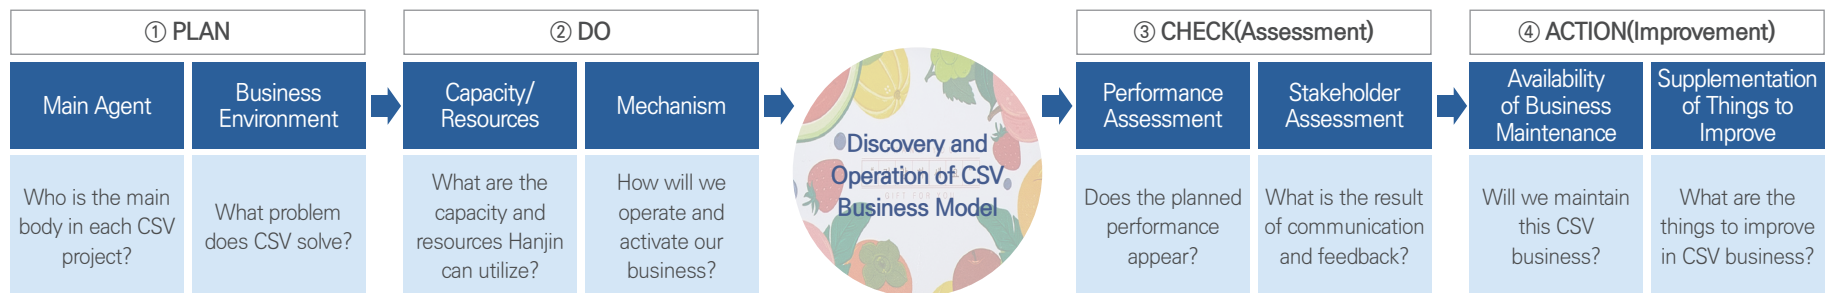 ① PLAN
Main Agent
Who is the main
body in each CSV
project?
Business
Environment
What problem
does CSV solve?
② DO
Capacity/
Resources
What are the
capacity and
resources Hanjin
can utilize?
Mechanism
How will we
operate and
activate our
business?
Discovery and
Operation of CSV
Business Model
③ CHECK(Assessment)
Performance
Assessment
Does the planned
performance
appear?
Stakeholder
Assessment
What is the result
of communication
and feedback?
④ ACTION(Improvement)
Availability
of Business
Maintenance
Will we maintain
this CSV
business?
Supplementation
of Things to
Improve
What are the
things to improve
in CSV business?